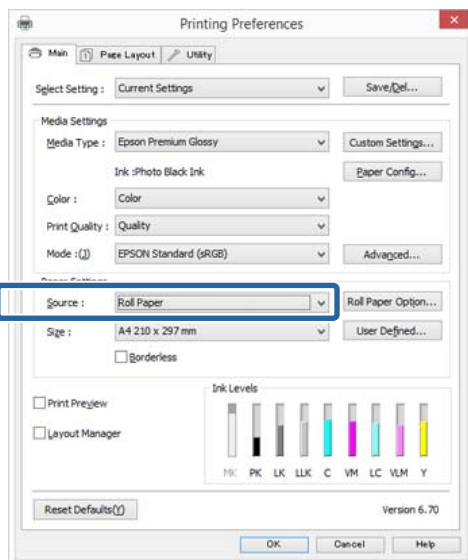 Printing Preferences
Main Page Layout Utility
Select Setting : Current Settings Save/Del...
Media Settings
Media Type : Epson Premium Glossy Custom Settings...
Ink :Photo Black Ink Paper Config...
Color : Color
Print Quality : Quality
Mode :(J) EPSON Standard (sRGB) Advanced...
Paper Settings
Source : Roll Paper Roll Paper Option...
Size : A4 210 x 297 mm User Defined...
Borderless
Ink Levels
Print Preview
Layout Manager
MK PK LK LLK C VM LC VLM Y
Reset Defaults(Y) Version 6.70
OK Cancel Help